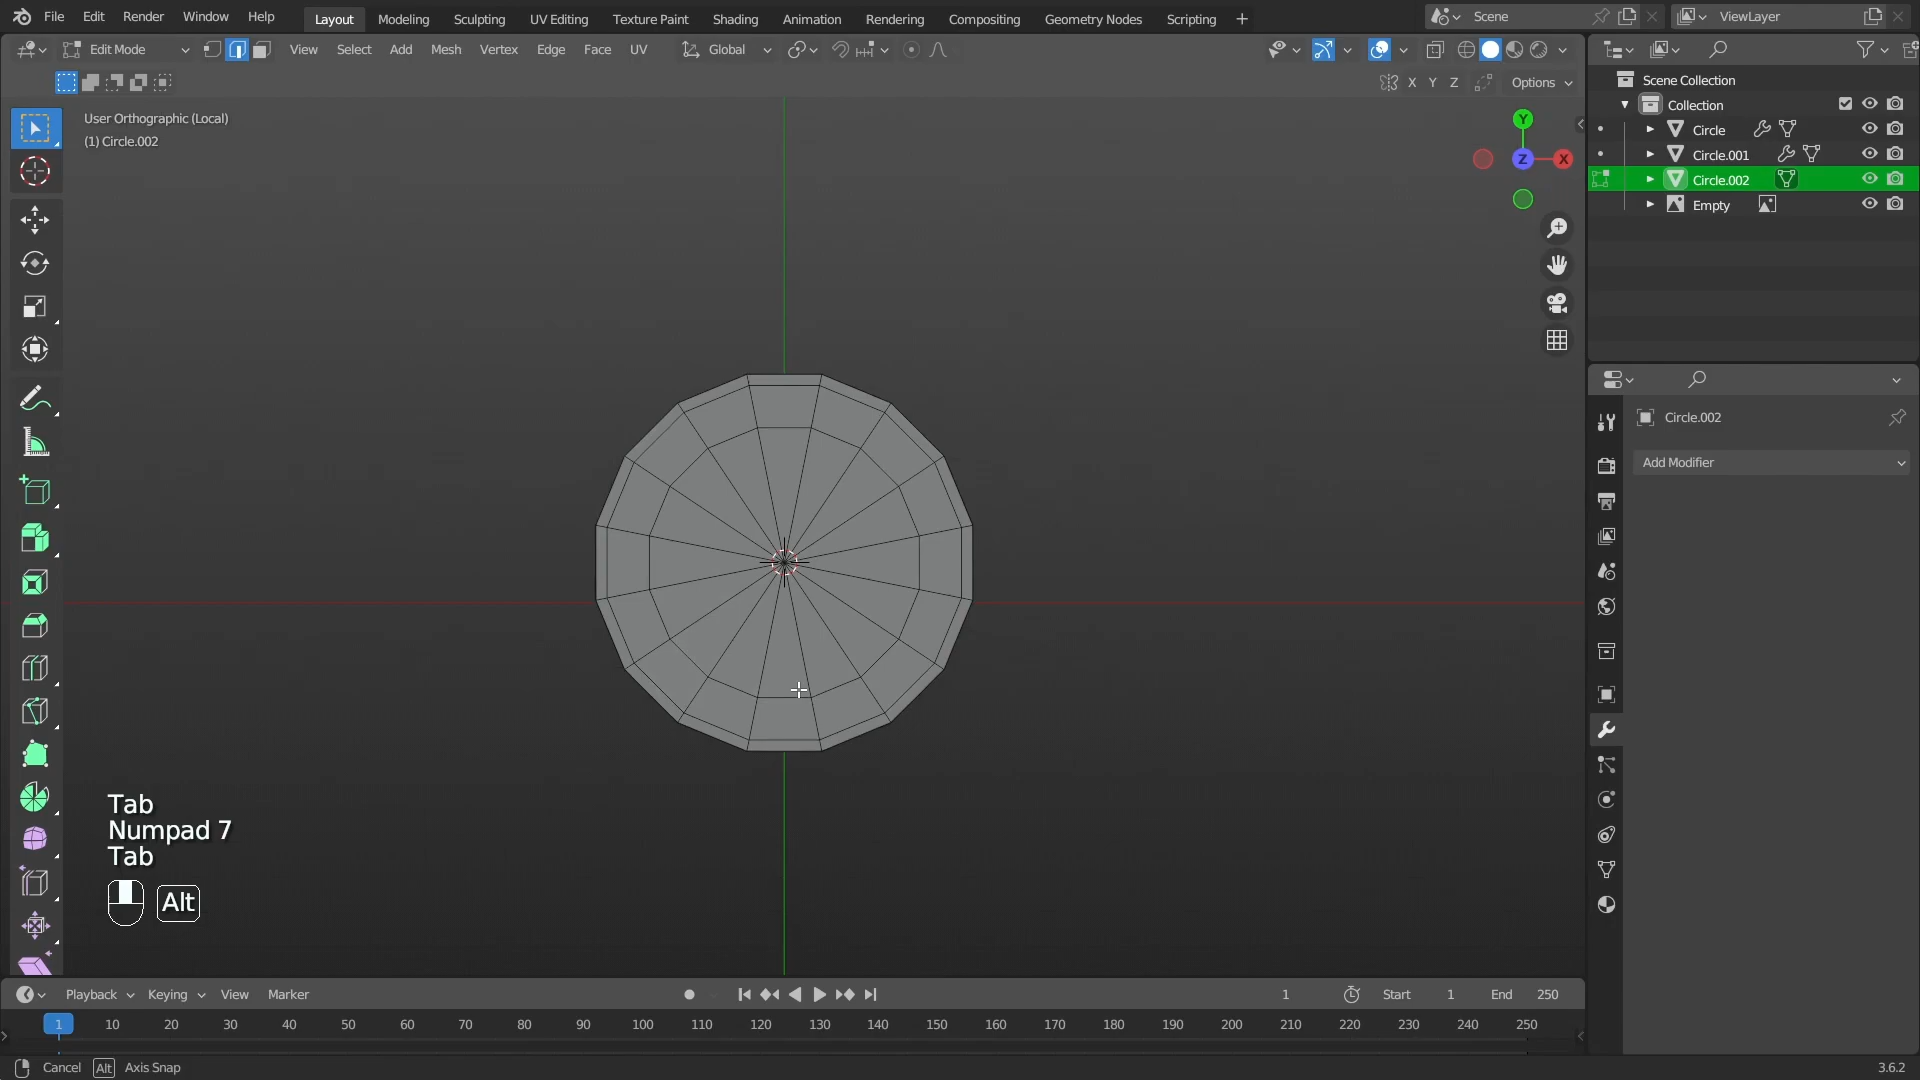 File Edit Render Window Help Layout Modeling Sculpting UV Editing Texture Paint Shading Animation Rendering Compositing Geometry Nodes Scripting + Scene ViewLayer
Edit Mode View Select Add Mesh Vertex Edge Face UV Global
X Y Z Options
User Orthographic (Local)
(1) Circle.002
Y
Z X
Scene Collection
Collection
Circle
Circle.001
Circle.002
Empty
Circle.002
Add Modifier
Tab
Numpad 7
Tab
Alt
Playback Keying View Marker 1 Start 1 End 250
1 10 20 30 40 50 60 70 80 90 100 110 120 130 140 150 160 170 180 190 200 210 220 230 240 250
Cancel Alt Axis Snap 3.6.2